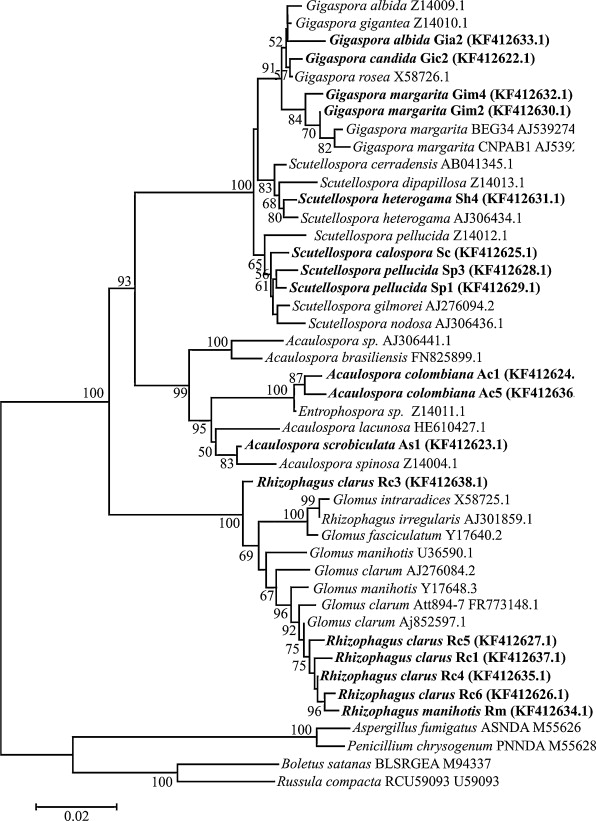 Gigaspora albida Z14009.1
Gigaspora gigantea Z14010.1
52
Gigaspora albida Gia2 (KF412633.1)
Gigaspora candida Gic2 (KF412622.1)
91
57
Gigaspora rosea X58726.1
Gigaspora margarita Gim4 (KF412632.1)
Gigaspora margarita Gim2 (KF412630.1)
84
70
Gigaspora margarita BEG34 AJ539274
82
Gigaspora margarita CNPAB1 AJ539
Scutellospora cerradensis AB041345.1
100
83
Scutellospora dipapillosa Z14013.1
68
Scutellospora heterogama Sh4 (KF412631.1)
80
Scutellospora heterogama AJ306434.1
Scutellospora pellucida Z14012.1
Scutellospora calospora Sc (KF412625.1)
65
56
Scutellospora pellucida Sp3 (KF412628.1)
61
Scutellospora pellucida Sp1 (KF412629.1)
93
Scutellospora gilmorei AJ276094.2
Scutellospora nodosa AJ306436.1
100
Acaulospora sp. AJ306441.1
Acaulospora brasiliensis FN825899.1
87
Acaulospora colombiana Ac1 (KF412624.
100
99
100
Acaulospora colombiana Ac5 (KF412636
Entrophospora sp. Z14011.1
95
Acaulospora lacunosa HE610427.1
50
Acaulospora scrobiculata As1 (KF412623.1)
83
Acaulospora spinosa Z14004.1
Rhizophagus clarus Rc3 (KF412638.1)
99
Glomus intraradices X58725.1
100
100
Rhizophagus irregularis AJ301859.1
Glomus fasciculatum Y17640.2
69
Glomus manihotis U36590.1
Glomus clarum AJ276084.2
67
Glomus manihotis Y17648.3
96
Glomus clarum Att894-7 FR773148.1
92
Glomus clarum Aj852597.1
75
Rhizophagus clarus Rc5 (KF412627.1)
75
Rhizophagus clarus Rc1 (KF412637.1)
Rhizophagus clarus Rc4 (KF412635.1)
Rhizophagus clarus Rc6 (KF412626.1)
96
Rhizophagus manihotis Rm (KF412634.1)
100
Aspergillus fumigatus ASNDA M55626
Penicillium chrysogenum PNNDA M55628
Boletus satanas BLSRGEA M94337
100
Russula compacta RCU59093 U59093
0.02